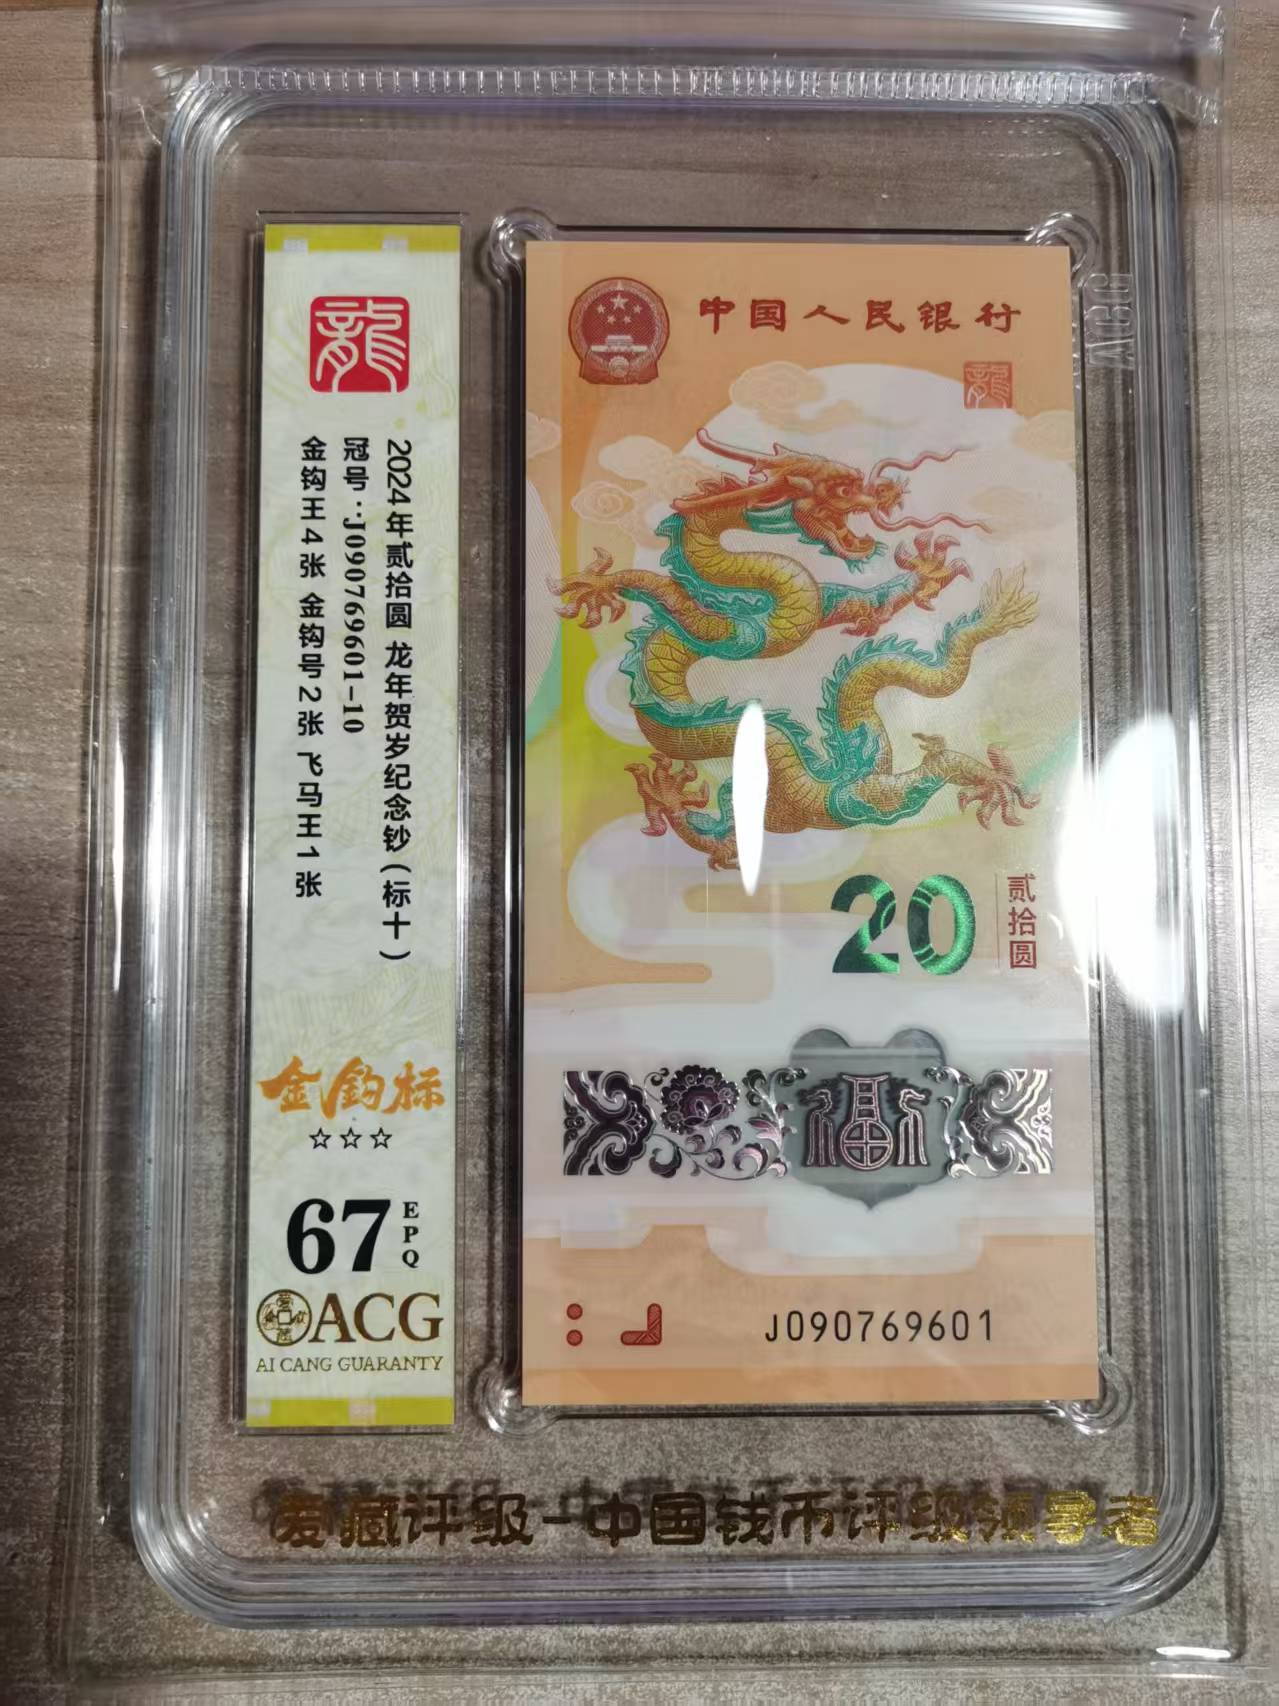 龍
2024年贰拾圆 龙年贺岁纪念钞(标十)
冠号:J090769601-10
金钩王4张 金钩号2张 飞马王1张
金鈎标
☆☆☆
67
EPQ
ACG
AI CANG GUARANTY
中国人民银行
龍
20
贰拾圆
福
J090769601
ACG
爱藏评级-中国钱币评级领导者